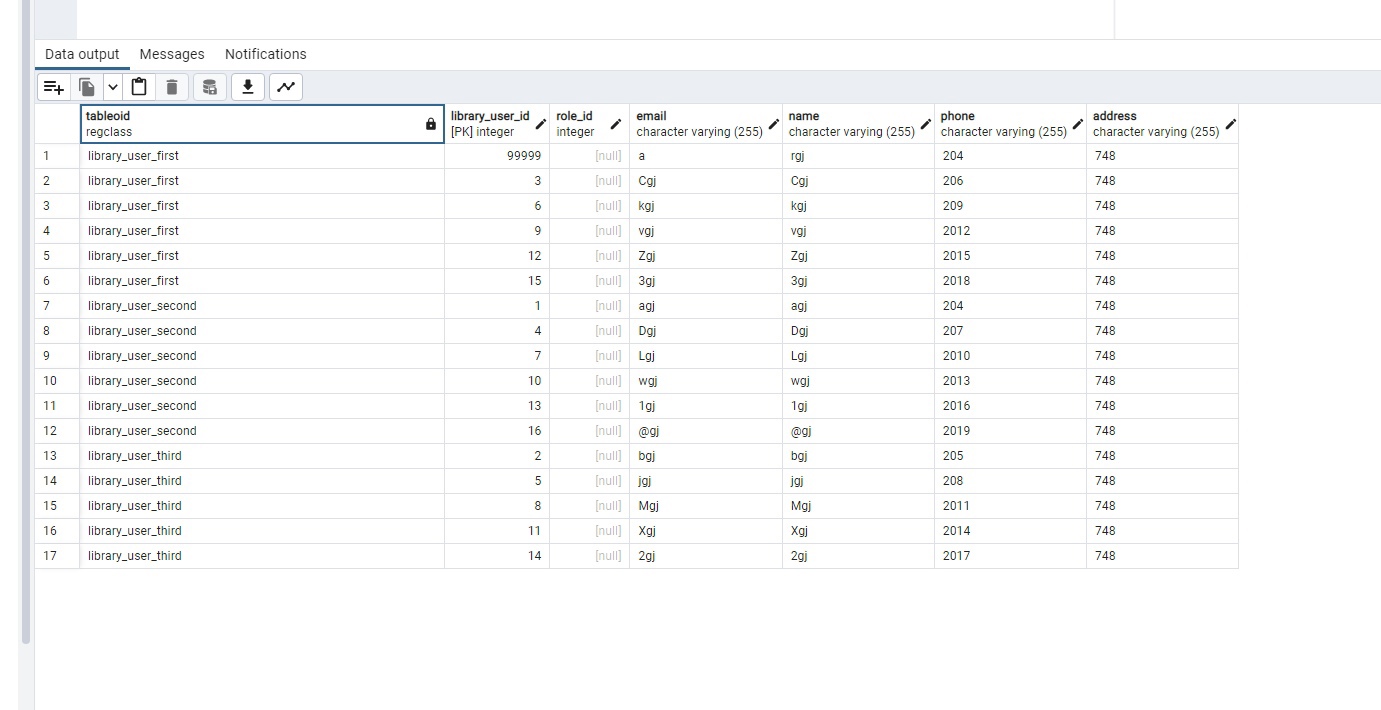 Data output Messages Notifications
tableoid library_user_id role_id email name phone address
regclass [PK] integer integer character varying (255) character varying (255) character varying (255) character varying (255)
1 library_user_first 99999 [null] a rgj 204 748
2 library_user_first 3 [null] Cgj Cgj 206 748
3 library_user_first 6 [null] kgj kgj 209 748
4 library_user_first 9 [null] vgj vgj 2012 748
5 library_user_first 12 [null] Zgj Zgj 2015 748
6 library_user_first 15 [null] 3gj 3gj 2018 748
7 library_user_second 1 [null] agj agj 204 748
8 library_user_second 4 [null] Dgj Dgj 207 748
9 library_user_second 7 [null] Lgj Lgj 2010 748
10 library_user_second 10 [null] wgj wgj 2013 748
11 library_user_second 13 [null] 1gj 1gj 2016 748
12 library_user_second 16 [null] @gj @gj 2019 748
13 library_user_third 2 [null] bgj bgj 205 748
14 library_user_third 5 [null] jgj jgj 208 748
15 library_user_third 8 [null] Mgj Mgj 2011 748
16 library_user_third 11 [null] Xgj Xgj 2014 748
17 library_user_third 14 [null] 2gj 2gj 2017 748